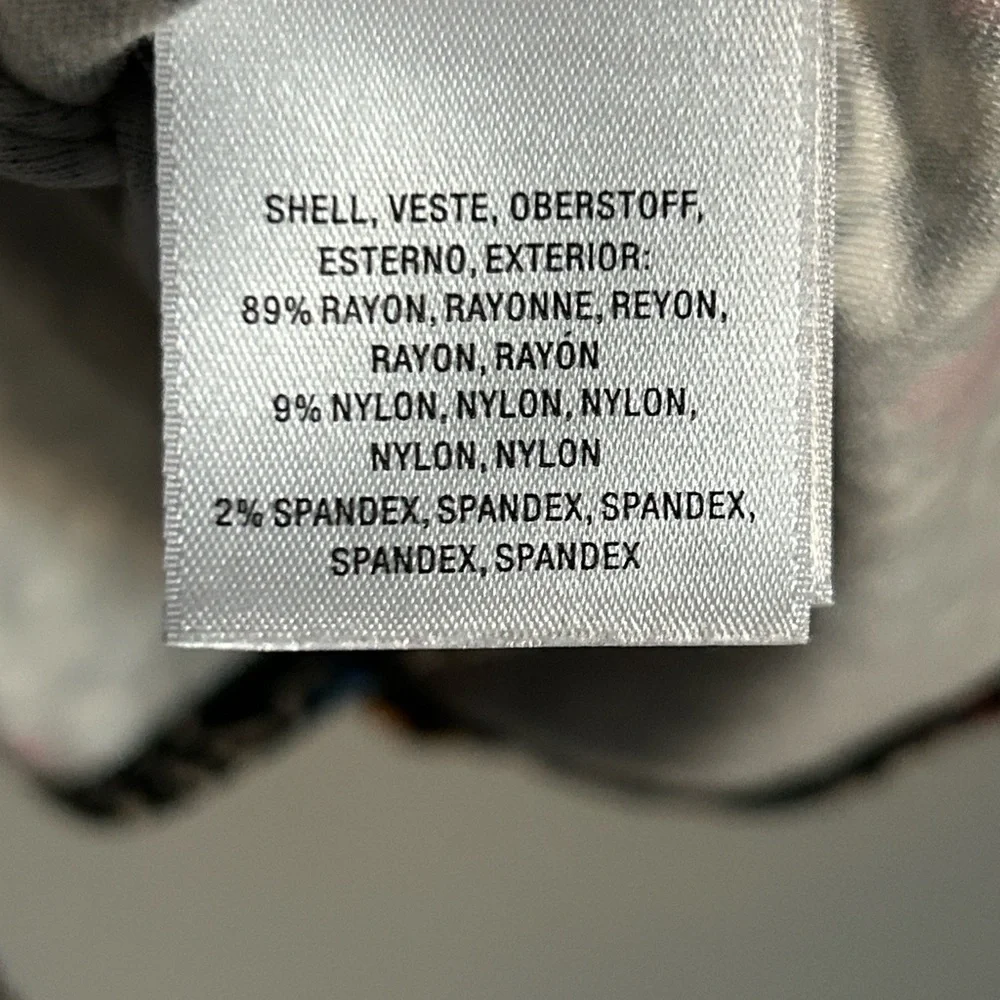 SHELL, VESTE, OBERSTOFF,
ESTERNO, EXTERIOR:
89% RAYON, RAYONNE, REYON,
RAYON, RAYÓN
9% NYLON, NYLON, NYLON,
NYLON, NYLON
2% SPANDEX, SPANDEX, SPANDEX,
SPANDEX, SPANDEX